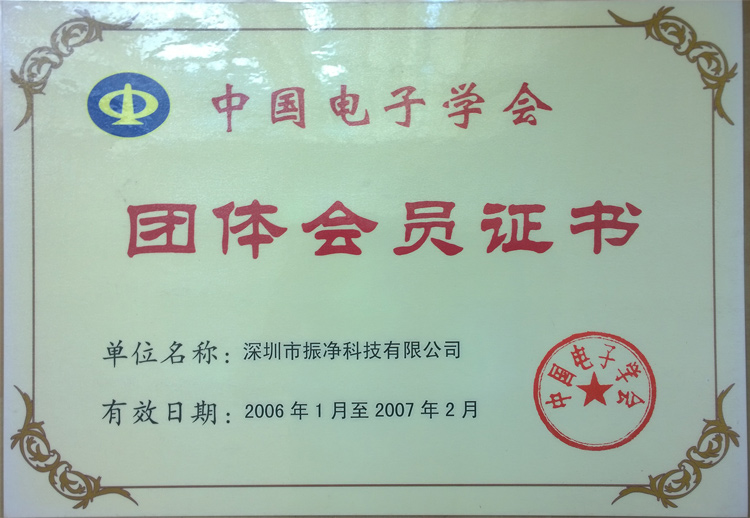 中国电子学会
团体会员证书
单位名称：深圳市振净科技有限公司
有效日期：2006年1月至2007年2月
中国电子学会